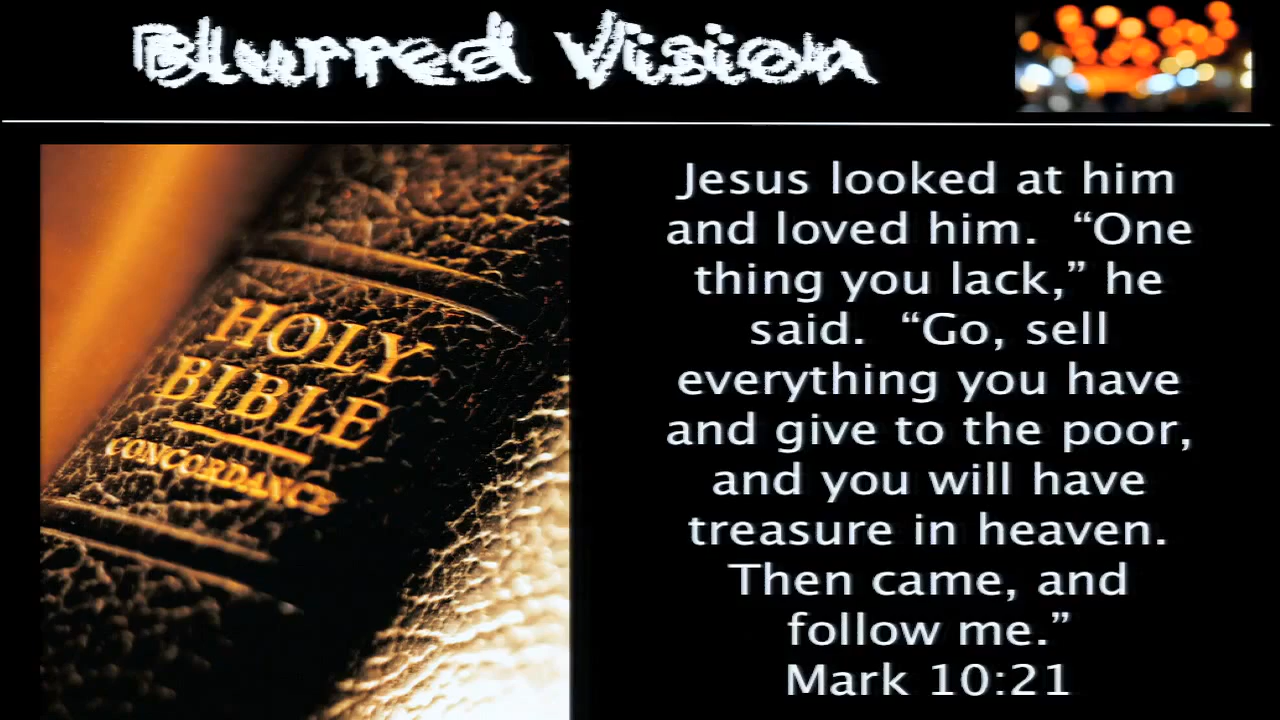 Blurred Vision
HOLY
BIBLE
CONCORDANCE
Jesus looked at him
and loved him.  “One
thing you lack,” he
said.  “Go, sell
everything you have
and give to the poor,
and you will have
treasure in heaven.
Then came, and
follow me.”
Mark 10:21